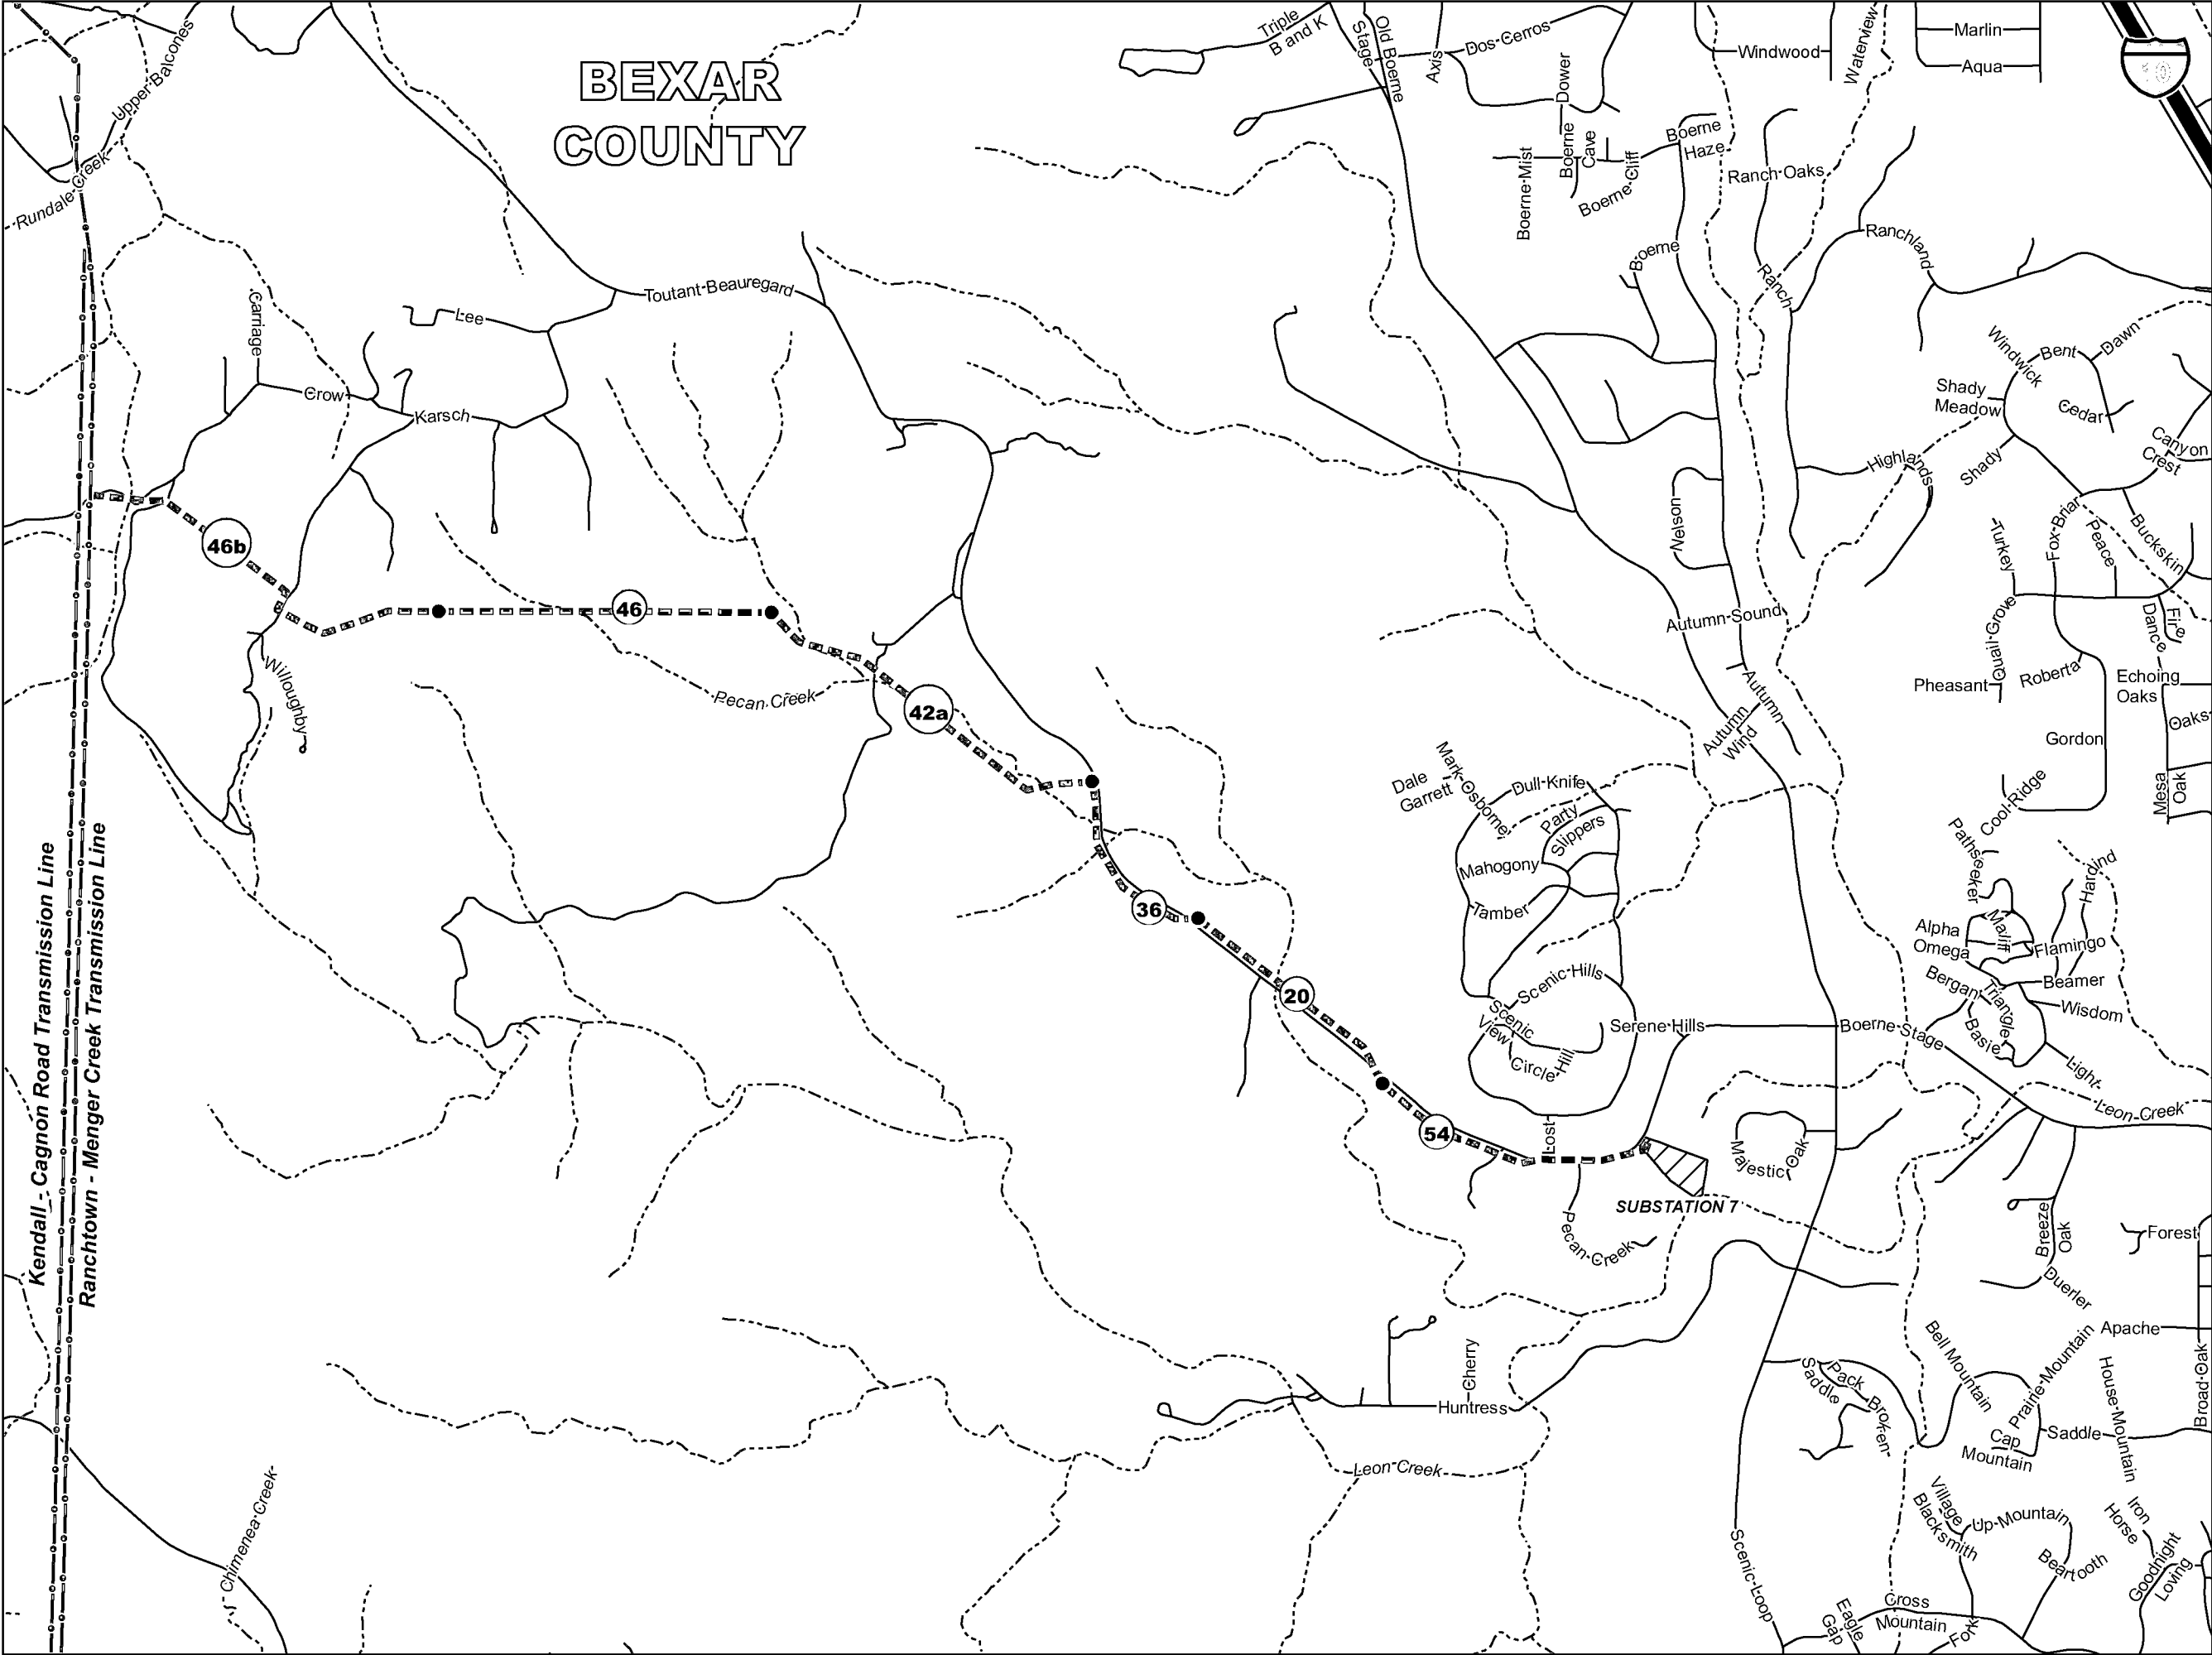 BEXAR
COUNTY
Upper Balcones
Rundale Creek
Triple
B and K
Old Boerne
Stage
Axis
Dos Cerros
Dower
Windwood
Waterview
Marlin
Aqua
10
Boerne Mist
Boerne
Cave
Boerne Cliff
Boerne
Haze
Ranch Oaks
Boerne
Ranch
Ranchland
Toutant Beauregard
Lee
Carriage
Crow
Karsch
Windwick
Bent
Dawn
Shady
Meadow
Cedar
Canyon
Crest
Highlands
Shady
Nelson
Turkey
Fox Briar
Peace
Buckskin
Fire
Dance
46b
46
Autumn Sound
Quail Grove
Pheasant
Roberta
Echoing
Oaks
Oaks
Willoughby
Pecan Creek
42a
Autumn
Autumn
Wind
Gordon
Mesa
Oak
Dale
Garrett
Mark Osborne
Dull Knife
Party
Slippers
Cool Ridge
Pathseeker
Hardind
Mahogony
Tamber
36
Alpha
Omega
Maliff
Flamingo
Bergan
Beamer
Triangle
Wisdom
Basie
Light
20
Scenic Hills
Scenic
View
Circle Hill
Serene Hills
Boerne Stage
Leon Creek
Kendall - Cagnon Road Transmission Line
Ranchtown - Menger Creek Transmission Line
54
Lost
Majestic Oak
SUBSTATION 7
Pecan Creek
Breeze
Oak
Forest
Duerler
Cherry
Huntress
Leon Creek
Bell Mountain
Prairie Mountain
Apache
House Mountain
Broad Oak
Pack
Saddle
Broken
Cap
Mountain
Saddle
Village
Blacksmith
Up Mountain
Iron
Horse
Beartooth
Goodnight
Loving
Chimenea Creek
Scenic Loop
Eagle
Gap
Cross
Mountain
Fork